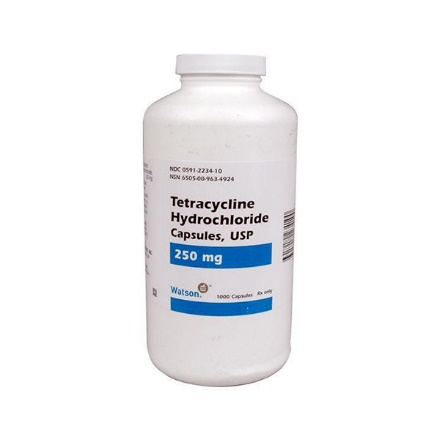 NDC 0591-2234-10
NSN 6505-00-963-4924
Tetracycline
Hydrochloride
Capsules, USP
250 mg
Watson.
1000 Capsules Rx only